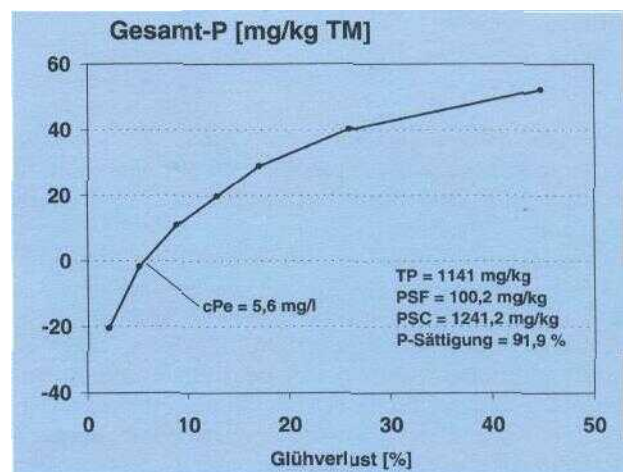 Gesamt-P [mg/kg TM]
60
40
20
0
-20
-40
cPe = 5,6 mg/l
TP = 1141 mg/kg
PSF = 100,2 mg/kg
PSC = 1241,2 mg/kg
P-Sättigung = 91,9 %
0 10 20 30 40 50
Glühverlust [%]